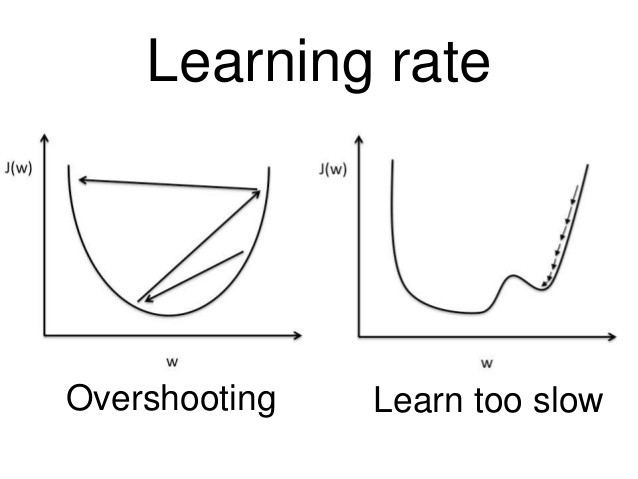 Learning rate
J(w)
w
Overshooting
J(w)
w
Learn too slow